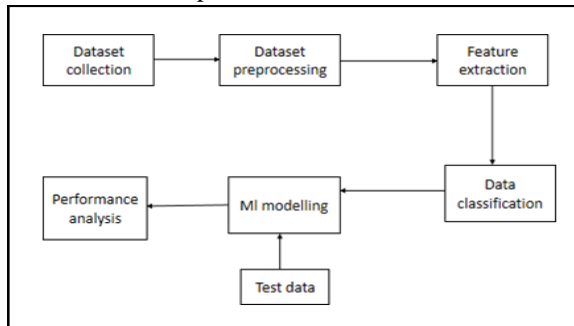 Dataset
collection
Dataset
preprocessing
Feature
extraction
Data
classification
Ml modelling
Performance
analysis
Test data